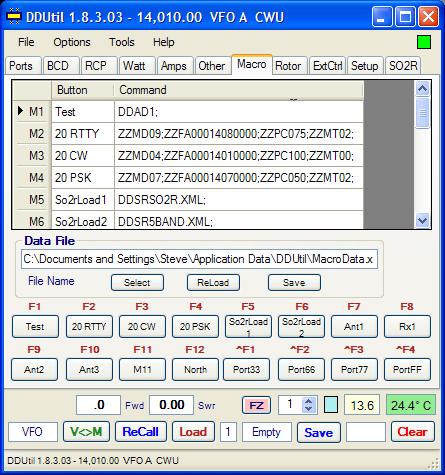 DDUtil 1.8.3.03 - 14,010.00 VFO A CWU
File Options Tools Help
Ports BCD RCP Watt Amps Other Macro Rotor ExtCtrl Setup SO2R
Button Command
M1 Test DDAD1;
M2 20 RTTY ZZMD09;ZZFA00014080000;ZZPC075;ZZMT02;
M3 20 CW ZZMD04;ZZFA00014010000;ZZPC100;ZZMT00;
M4 20 PSK ZZMD07;ZZFA00014070000;ZZPC050;ZZMT02;
M5 So2rLoad1 DDSRSO2R.XML;
M6 So2rLoad2 DDSR5BAND.XML;
Data File
C:\Documents and Settings\Steve\Application Data\DDUtil\MacroData.x
File Name Select ReLoad Save
F1 F2 F3 F4 F5 F6 F7 F8
Test 20 RTTY 20 CW 20 PSK So2rLoad1 So2rLoad2 Ant1 Rx1
F9 F10 F11 F12 ^F1 ^F2 ^F3 ^F4
Ant2 Ant3 M11 North Port33 Port66 Port77 PortFF
.0 Fwd 0.00 Swr FZ 1 13.6 24.4° C
VFO V<>M ReCall Load 1 Empty Save Clear
DDUtil 1.8.3.03 - 14,010.00 VFO A CWU